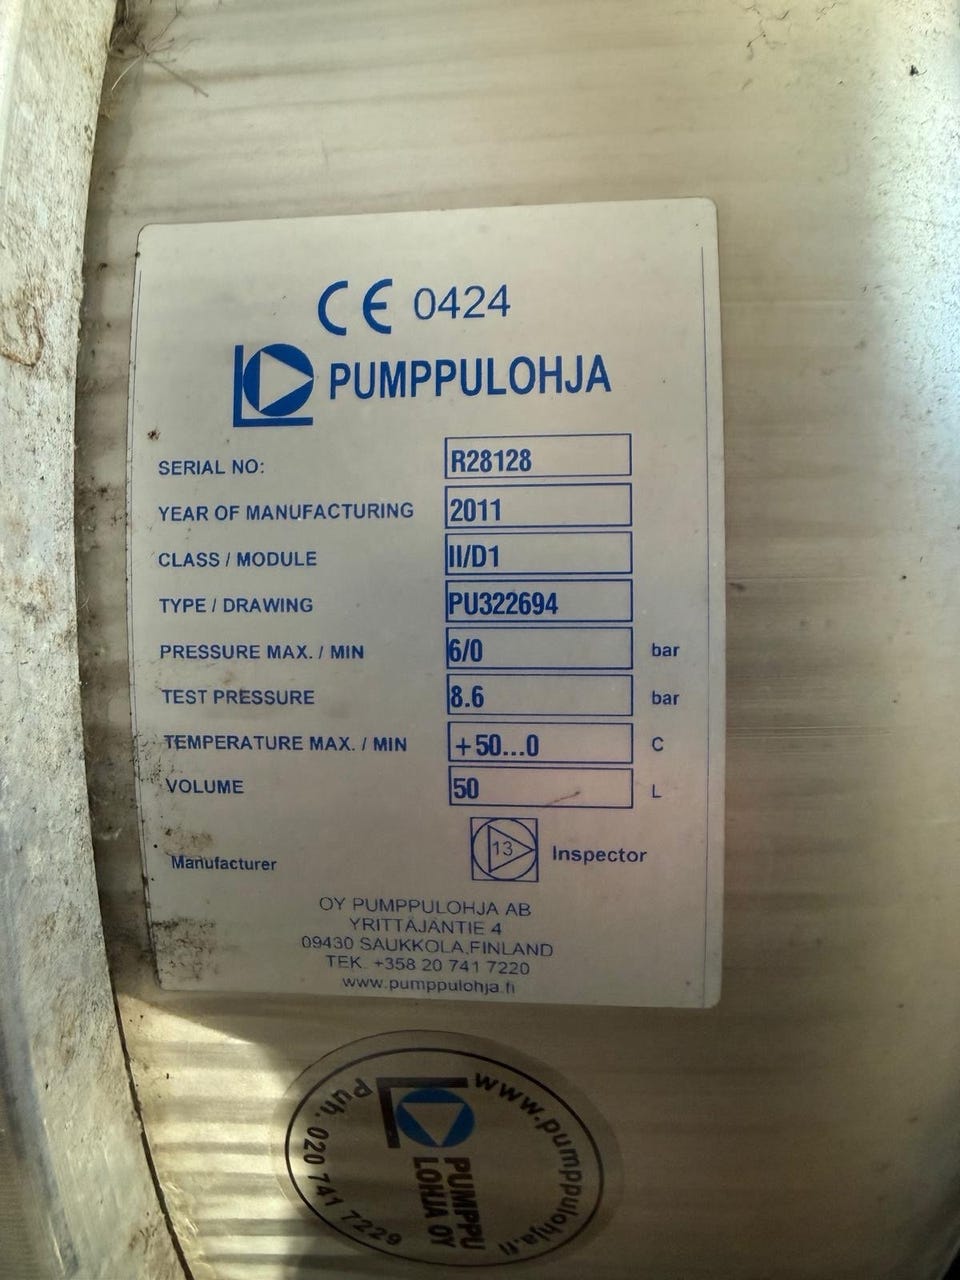 CE 0424
PUMPPULOHJA
SERIAL NO: R28128
YEAR OF MANUFACTURING 2011
CLASS / MODULE II/D1
TYPE / DRAWING PU322694
PRESSURE MAX. / MIN 6/0 bar
TEST PRESSURE 8.6 bar
TEMPERATURE MAX. / MIN +50...0 C
VOLUME 50 L
Manufacturer 13 Inspector
OY PUMPPULOHJA AB
YRITTÄJÄNTIE 4
09430 SAUKKOLA,FINLAND
TEK. +358 20 741 7220
www.pumppulohja.fi
www.pumppulohja.fi
PUMPPU
LOHJA OY
Puh. 020 741 7229